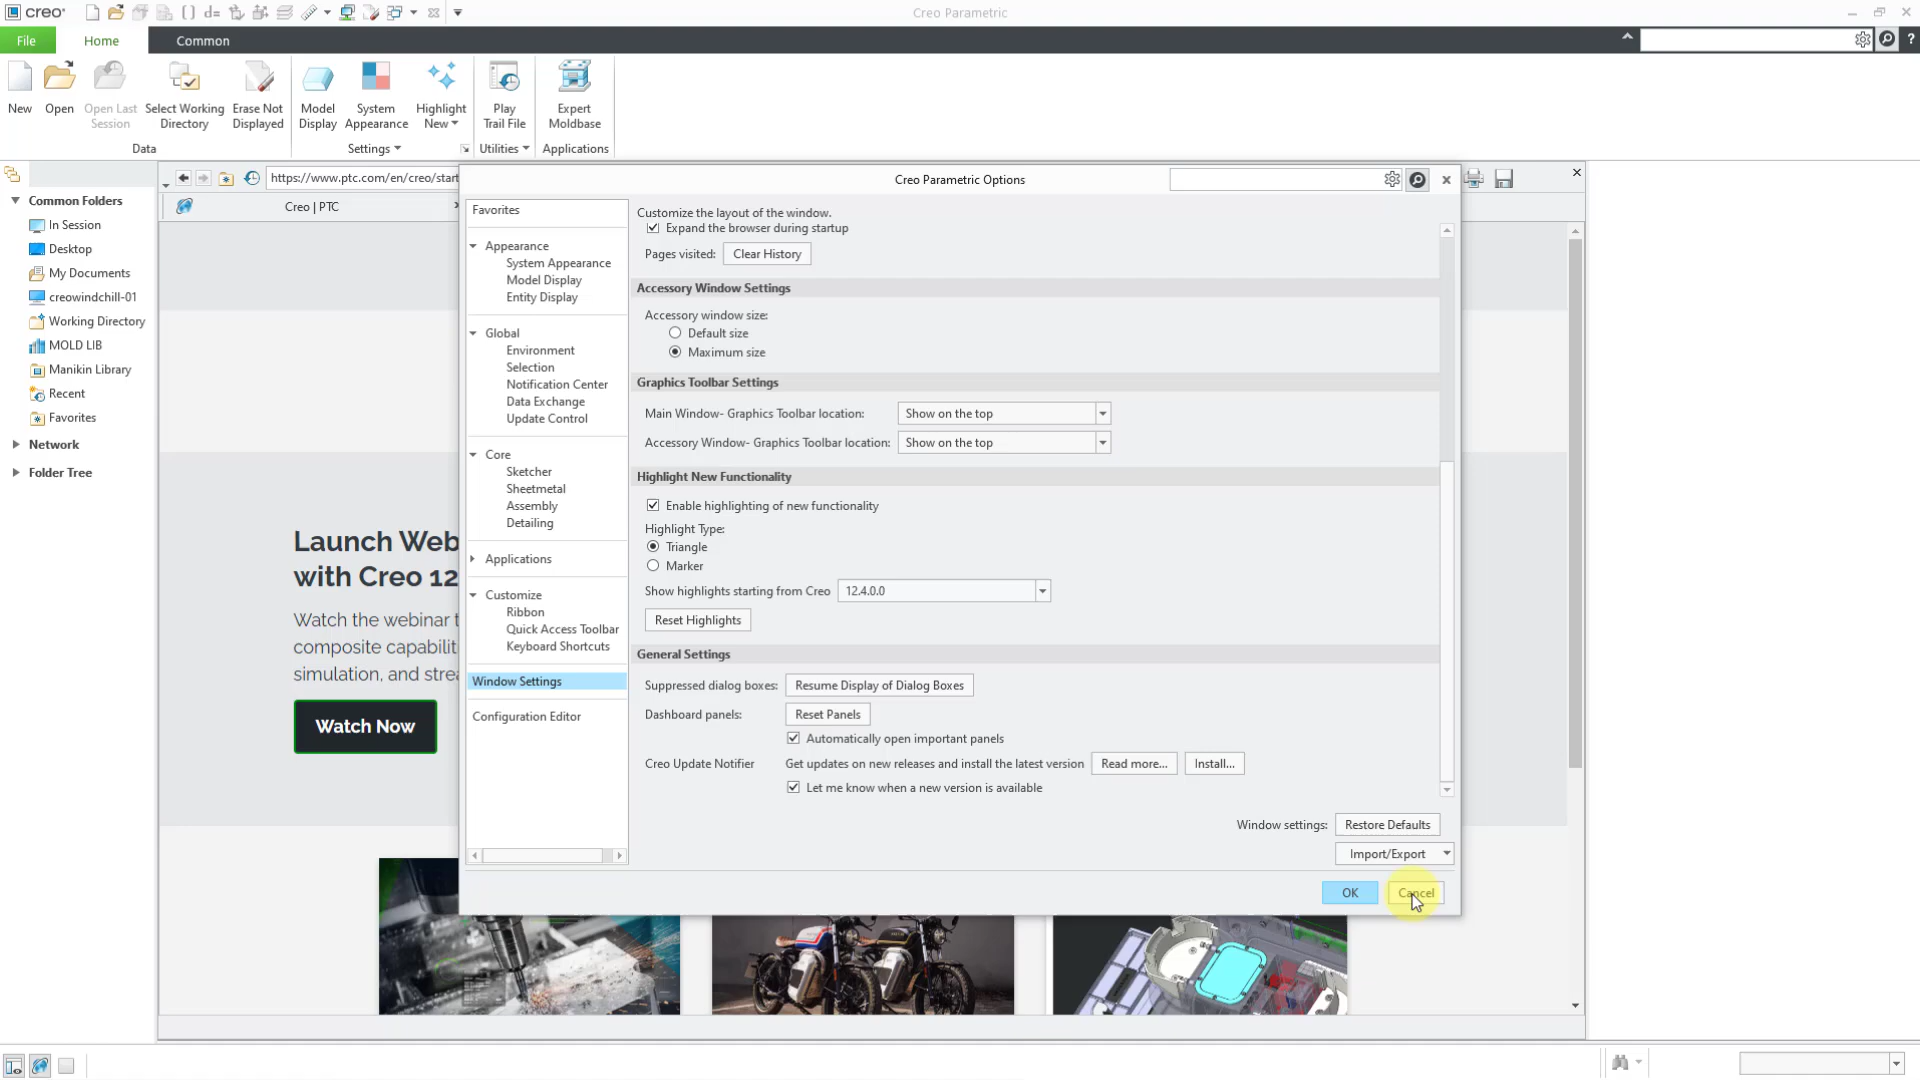 creo
Creo Parametric
File
Home
Common
New
Open
Open Last
Session
Select Working
Directory
Erase Not
Displayed
Model
Display
System
Appearance
Highlight
New
Play
Trail File
Expert
Moldbase
Data
Settings
Utilities
Applications
https://www.ptc.com/en/creo/start
Creo | PTC
Common Folders
In Session
Desktop
My Documents
creowindchill-01
Working Directory
MOLD LIB
Manikin Library
Recent
Favorites
Network
Folder Tree
Launch Web
with Creo 12
Watch the webinar t
composite capabilit
simulation, and stre
Watch Now
Creo Parametric Options
Favorites
Appearance
System Appearance
Model Display
Entity Display
Global
Environment
Selection
Notification Center
Data Exchange
Update Control
Core
Sketcher
Sheetmetal
Assembly
Detailing
Applications
Customize
Ribbon
Quick Access Toolbar
Keyboard Shortcuts
Window Settings
Configuration Editor
Customize the layout of the window.
Expand the browser during startup
Pages visited: Clear History
Accessory Window Settings
Accessory window size:
Default size
Maximum size
Graphics Toolbar Settings
Main Window- Graphics Toolbar location: Show on the top
Accessory Window- Graphics Toolbar location: Show on the top
Highlight New Functionality
Enable highlighting of new functionality
Highlight Type:
Triangle
Marker
Show highlights starting from Creo 12.4.0.0
Reset Highlights
General Settings
Suppressed dialog boxes: Resume Display of Dialog Boxes
Dashboard panels: Reset Panels
Automatically open important panels
Creo Update Notifier Get updates on new releases and install the latest version Read more... Install...
Let me know when a new version is available
Window settings: Restore Defaults
Import/Export
OK Cancel